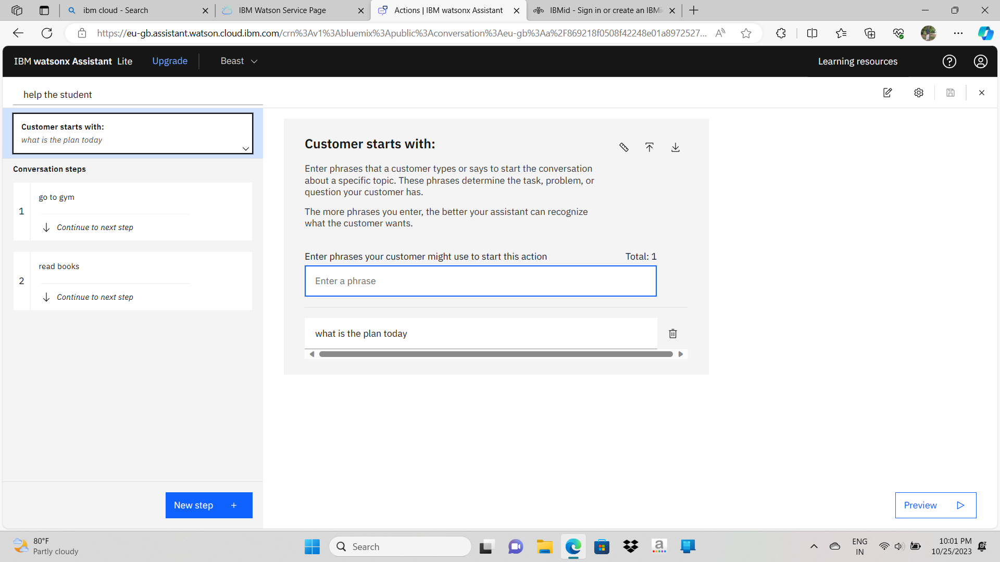 ibm cloud - Search
IBM Watson Service Page
Actions | IBM watsonx Assistant
IBMid - Sign in or create an IBMi
https://eu-gb.assistant.watson.cloud.ibm.com/crn%3Av1%3Abluemix%3Apublic%3Aconversation%3Aeu-gb%3Aa%2F869218f0508f42248e01a8972527...
IBM watsonx Assistant Lite
Upgrade
Beast
Learning resources
help the student
Customer starts with:
what is the plan today
Conversation steps
1
go to gym
Continue to next step
2
read books
Continue to next step
New step +
Customer starts with:
Enter phrases that a customer types or says to start the conversation
about a specific topic. These phrases determine the task, problem, or
question your customer has.
The more phrases you enter, the better your assistant can recognize
what the customer wants.
Enter phrases your customer might use to start this action
Total: 1
Enter a phrase
what is the plan today
Preview
80°F
Partly cloudy
Search
a
ENG
IN
10:01 PM
10/25/2023